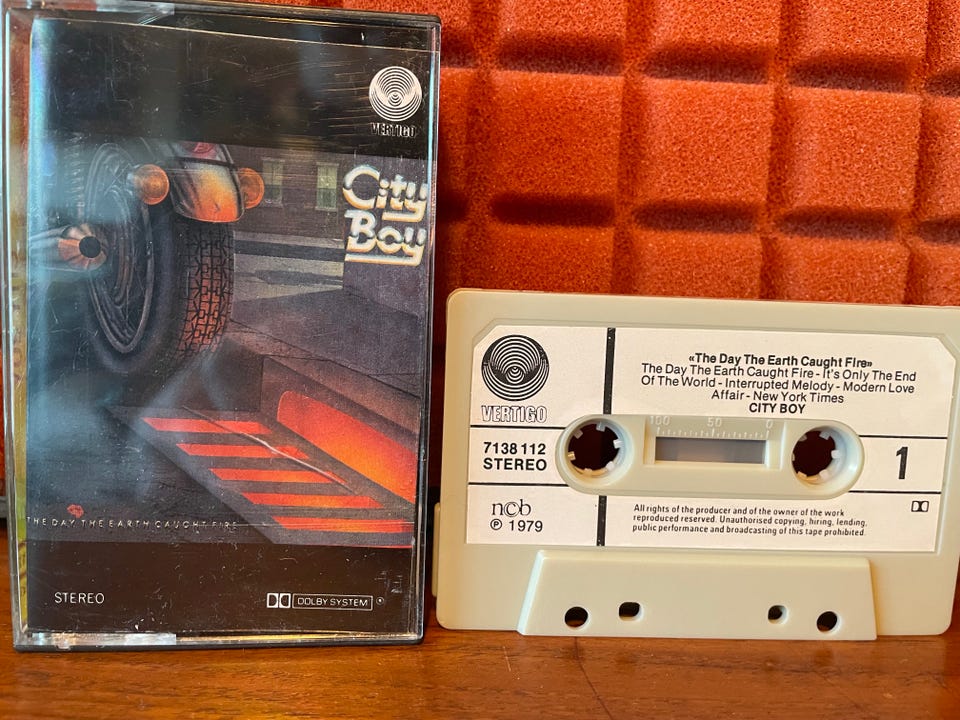 VERTIGO
City
Boy
THE DAY THE EARTH CAUGHT FIRE
STEREO
DOLBY SYSTEM
VERTIGO
«The Day The Earth Caught Fire»
The Day The Earth Caught Fire - It's Only The End
Of The World - Interrupted Melody - Modern Love
Affair - New York Times
CITY BOY
7138 112
STEREO
100 50 0
1
ncb
℗ 1979
All rights of the producer and of the owner of the work
reproduced reserved. Unauthorised copying, hiring, lending,
public performance and broadcasting of this tape prohibited.